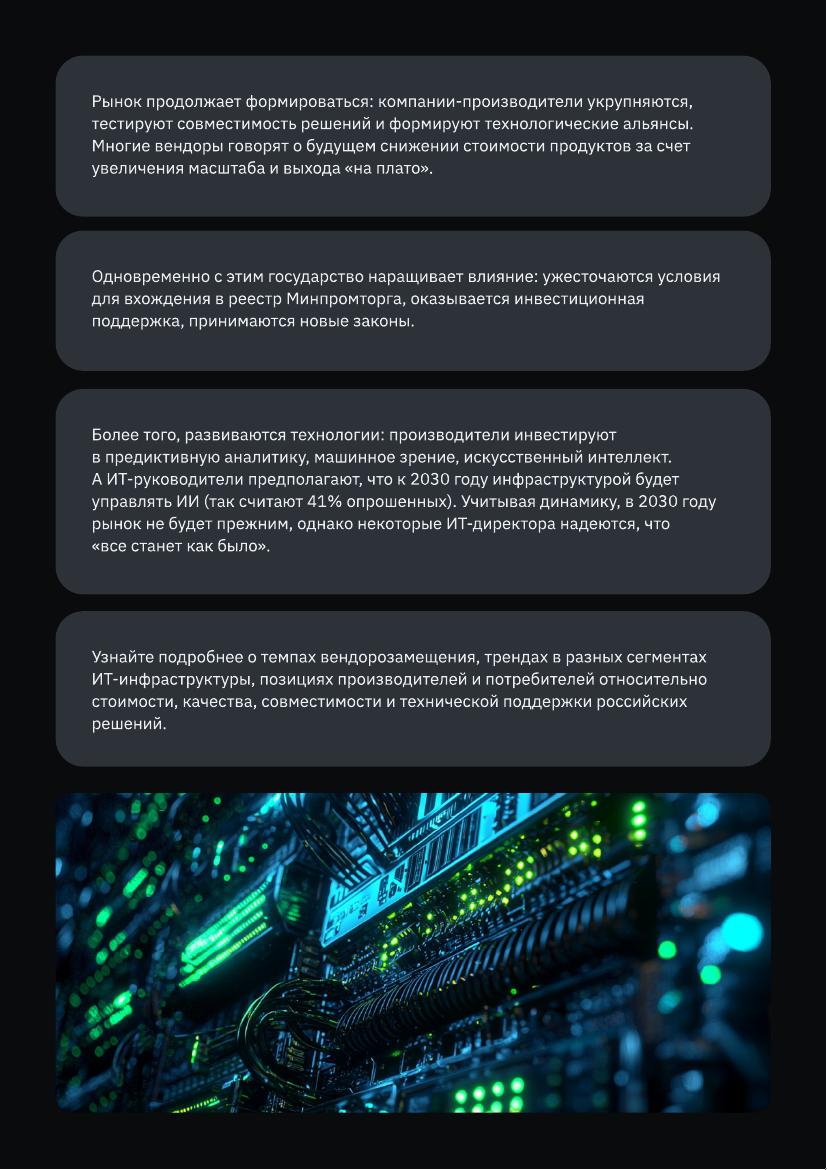 Рынок продолжает формироваться: компании-производители укрупняются,
тестируют совместимость решений и формируют технологические альянсы.
Многие вендоры говорят о будущем снижении стоимости продуктов за счет
увеличения масштаба и выхода «на плато».
Одновременно с этим государство наращивает влияние: ужесточаются условия
для вхождения в реестр Минпромторга, оказывается инвестиционная
поддержка, принимаются новые законы.
Более того, развиваются технологии: производители инвестируют
в предиктивную аналитику, машинное зрение, искусственный интеллект.
А ИТ-руководители предполагают, что к 2030 году инфраструктурой будет
управлять ИИ (так считают 41% опрошенных). Учитывая динамику, в 2030 году
рынок не будет прежним, однако некоторые ИТ-директора надеются, что
«все станет как было».
Узнайте подробнее о темпах вендорозамещения, трендах в разных сегментах
ИТ-инфраструктуры, позициях производителей и потребителей относительно
стоимости, качества, совместимости и технической поддержки российских
решений.